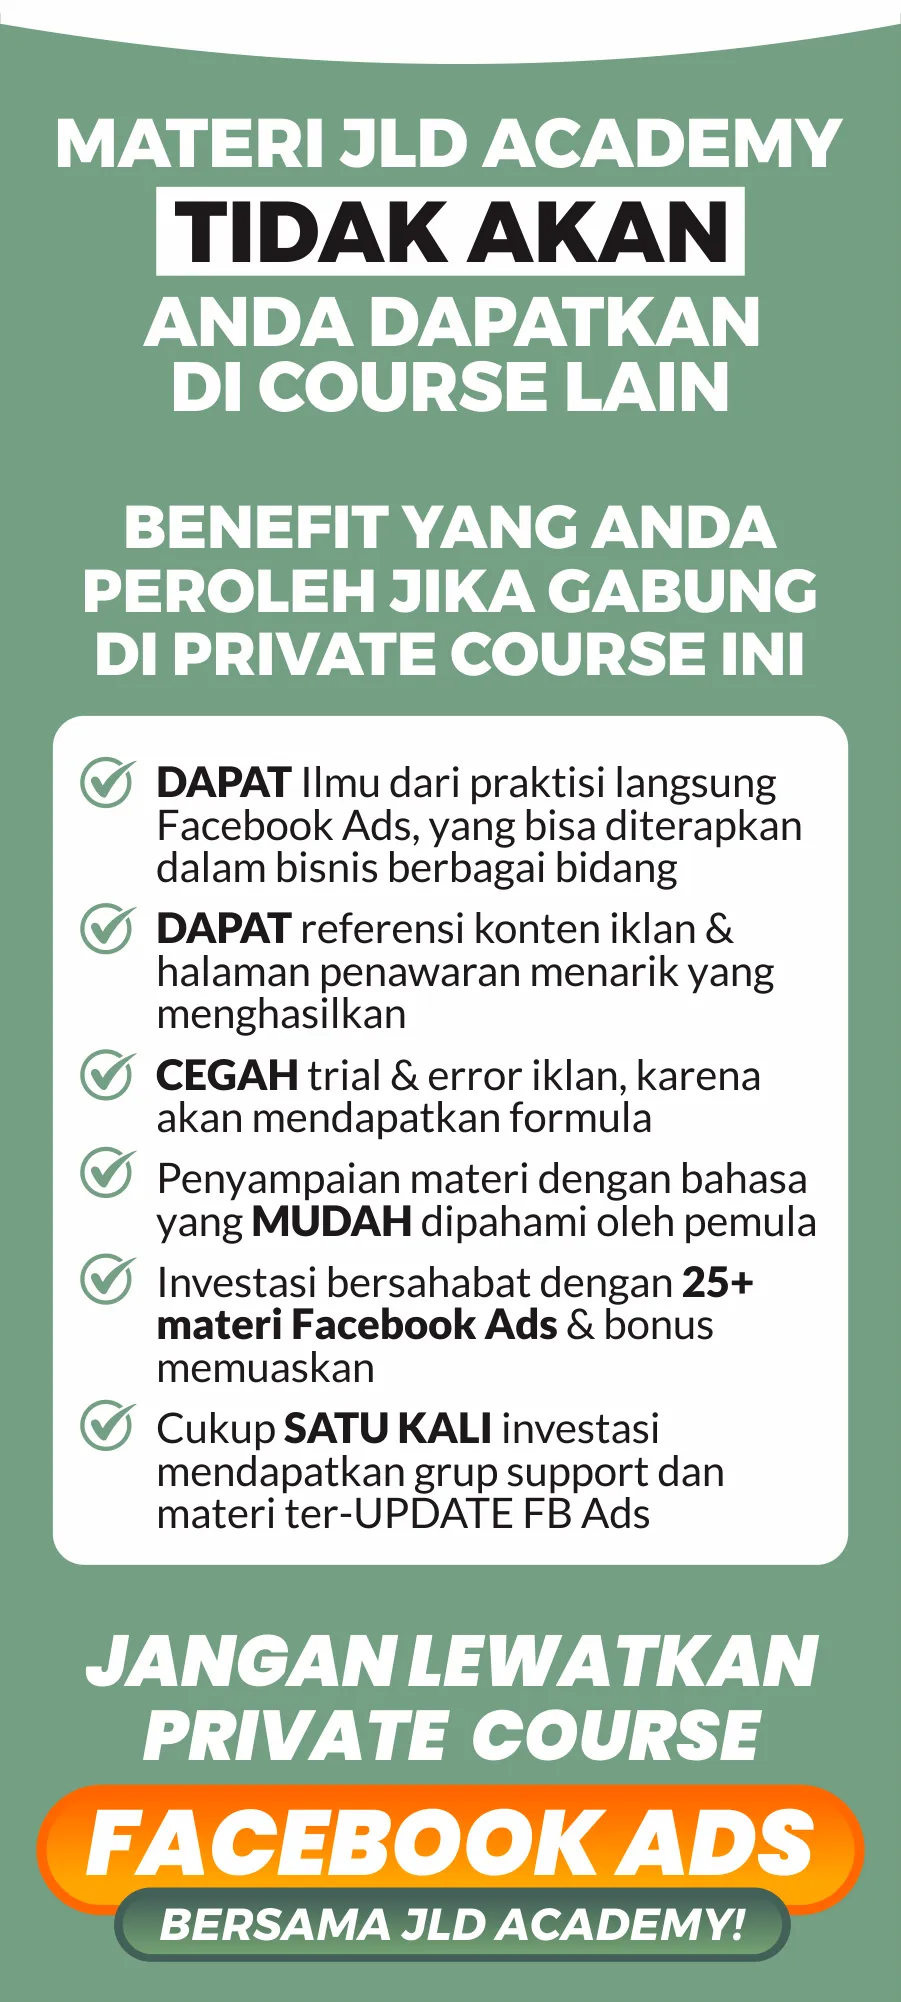 MATERI JLD ACADEMY
TIDAK AKAN
ANDA DAPATKAN
DI COURSE LAIN
BENEFIT YANG ANDA
PEROLEH JIKA GABUNG
DI PRIVATE COURSE INI
DAPAT Ilmu dari praktisi langsung
Facebook Ads, yang bisa diterapkan
dalam bisnis berbagai bidang
DAPAT referensi konten iklan &
halaman penawaran menarik yang
menghasilkan
CEGAH trial & error iklan, karena
akan mendapatkan formula
Penyampaian materi dengan bahasa
yang MUDAH dipahami oleh pemula
Investasi bersahabat dengan 25+
materi Facebook Ads & bonus
memuaskan
Cukup SATU KALI investasi
mendapatkan grup support dan
materi ter-UPDATE FB Ads
JANGAN LEWATKAN
PRIVATE COURSE
FACEBOOK ADS
BERSAMA JLD ACADEMY!